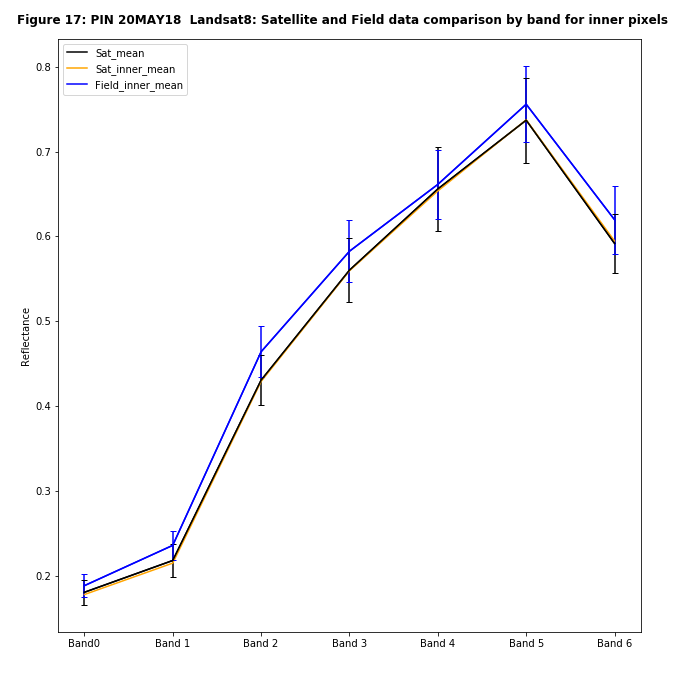 Figure 17: PIN 20MAY18  Landsat8: Satellite and Field data comparison by band for inner pixels
Sat_mean
Sat_inner_mean
Field_inner_mean
0.8
0.7
0.6
0.5
0.4
0.3
0.2
Reflectance
Band0 Band 1 Band 2 Band 3 Band 4 Band 5 Band 6